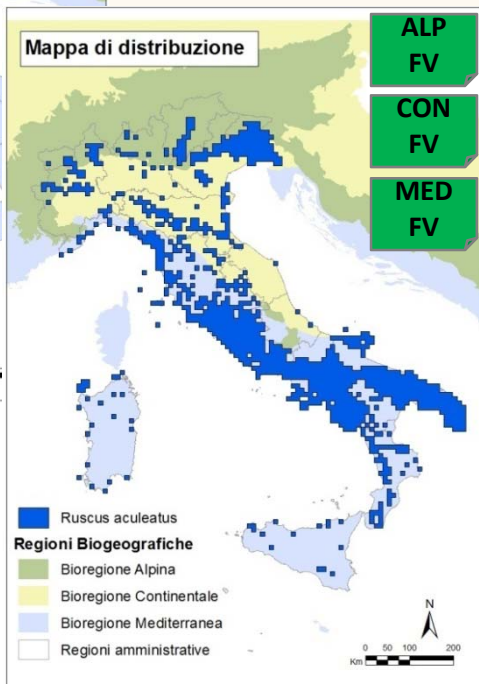 Mappa di distribuzione
ALP
FV
CON
FV
MED
FV
Ruscus aculeatus
Regioni Biogeografiche
Bioregione Alpina
Bioregione Continentale
Bioregione Mediterranea
Regioni amministrative
N
0 50 100 200
Km